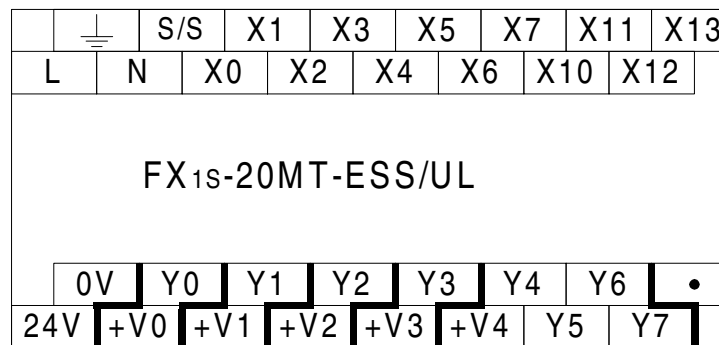 S/S X1 X3 X5 X7 X11 X13
L N X0 X2 X4 X6 X10 X12
FX1S-20MT-ESS/UL
0V Y0 Y1 Y2 Y3 Y4 Y6 •
24V +V0 +V1 +V2 +V3 +V4 Y5 Y7